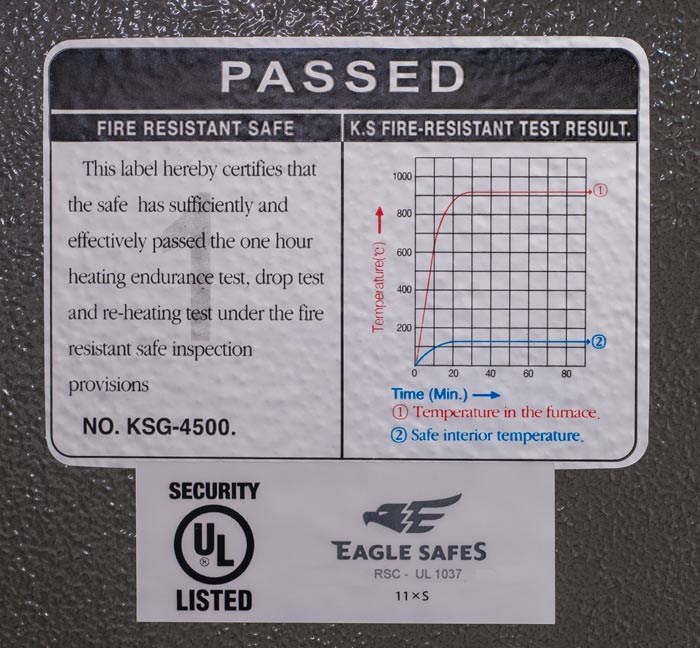 PASSED
FIRE RESISTANT SAFE
This label hereby certifies that
the safe has sufficiently and
effectively passed the one hour
heating endurance test, drop test
and re-heating test under the fire
resistant safe inspection
provisions
NO. KSG-4500.
1
K.S FIRE-RESISTANT TEST RESULT.
Temperature(℃)
1000
800
600
400
200
0
20
40
60
80
①
②
Time (Min.)
① Temperature in the furnace.
② Safe interior temperature.
SECURITY
UL
®
LISTED
EAGLE SAFES
RSC - UL 1037
11×S